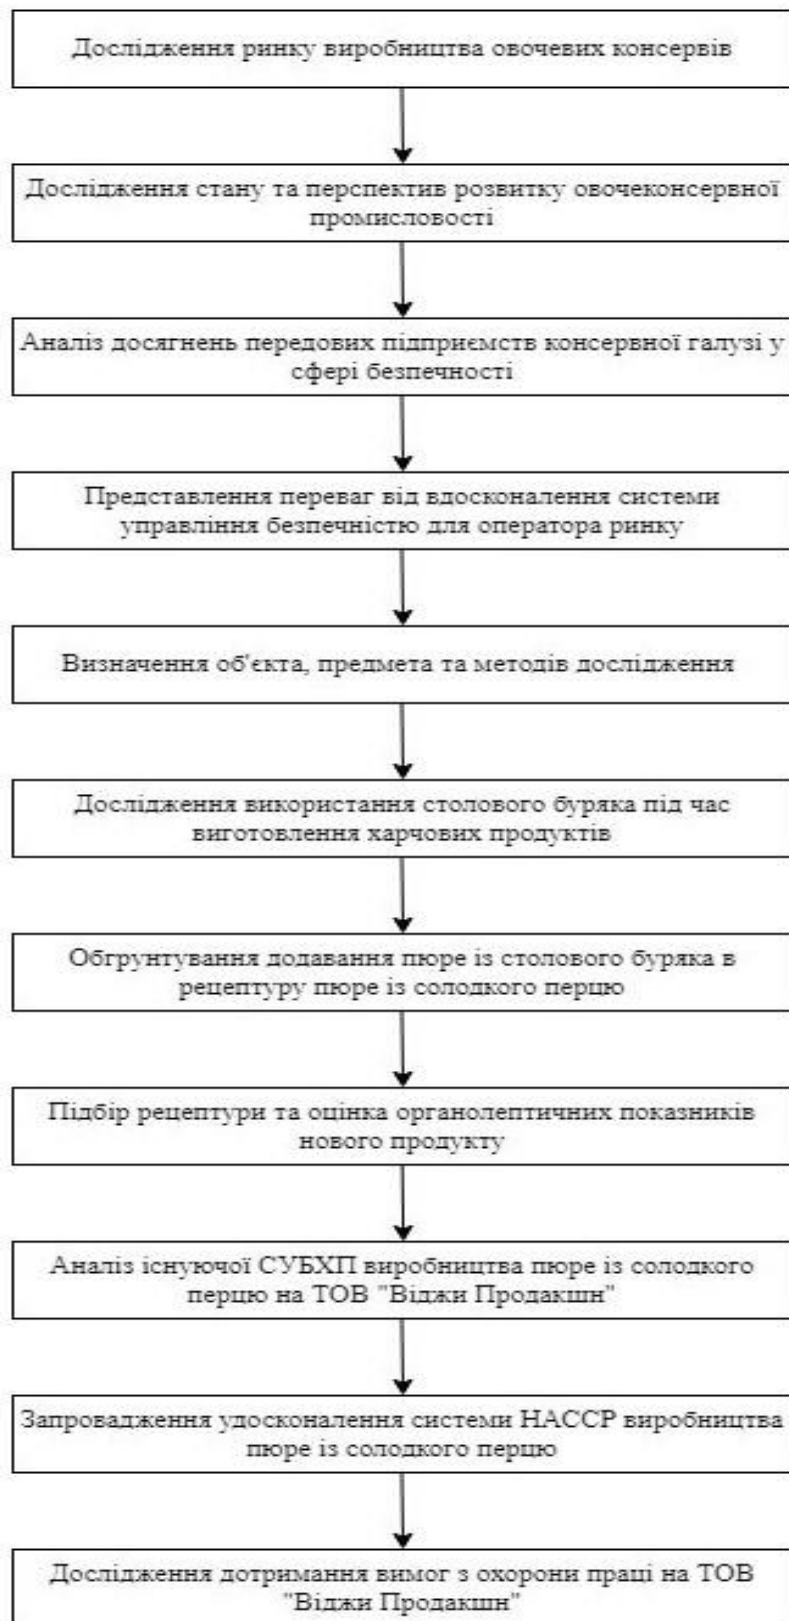 Дослідження ринку виробництва овочевих консервів
Дослідження стану та перспектив розвитку овочеконсервної
промисловості
Аналіз досягнень передових підприємств консервної галузі у
сфері безпечності
Представлення переваг від вдосконалення системи
управління безпечністю для оператора ринку
Визначення об'єкта, предмета та методів дослідження
Дослідження використання столового буряка під час
виготовлення харчових продуктів
Обгрунтування додавання пюре із столового буряка в
рецептуру пюре із солодкого перцю
Підбір рецептури та оцінка органолептичних показників
нового продукту
Аналіз існуючої СУБХП виробництва пюре із солодкого
перцю на ТОВ "Віджи Продакшн"
Запровадження удосконалення системи НАССР виробництва
пюре із солодкого перцю
Дослідження дотримання вимог з охорони праці на ТОВ
"Віджи Продакшн"